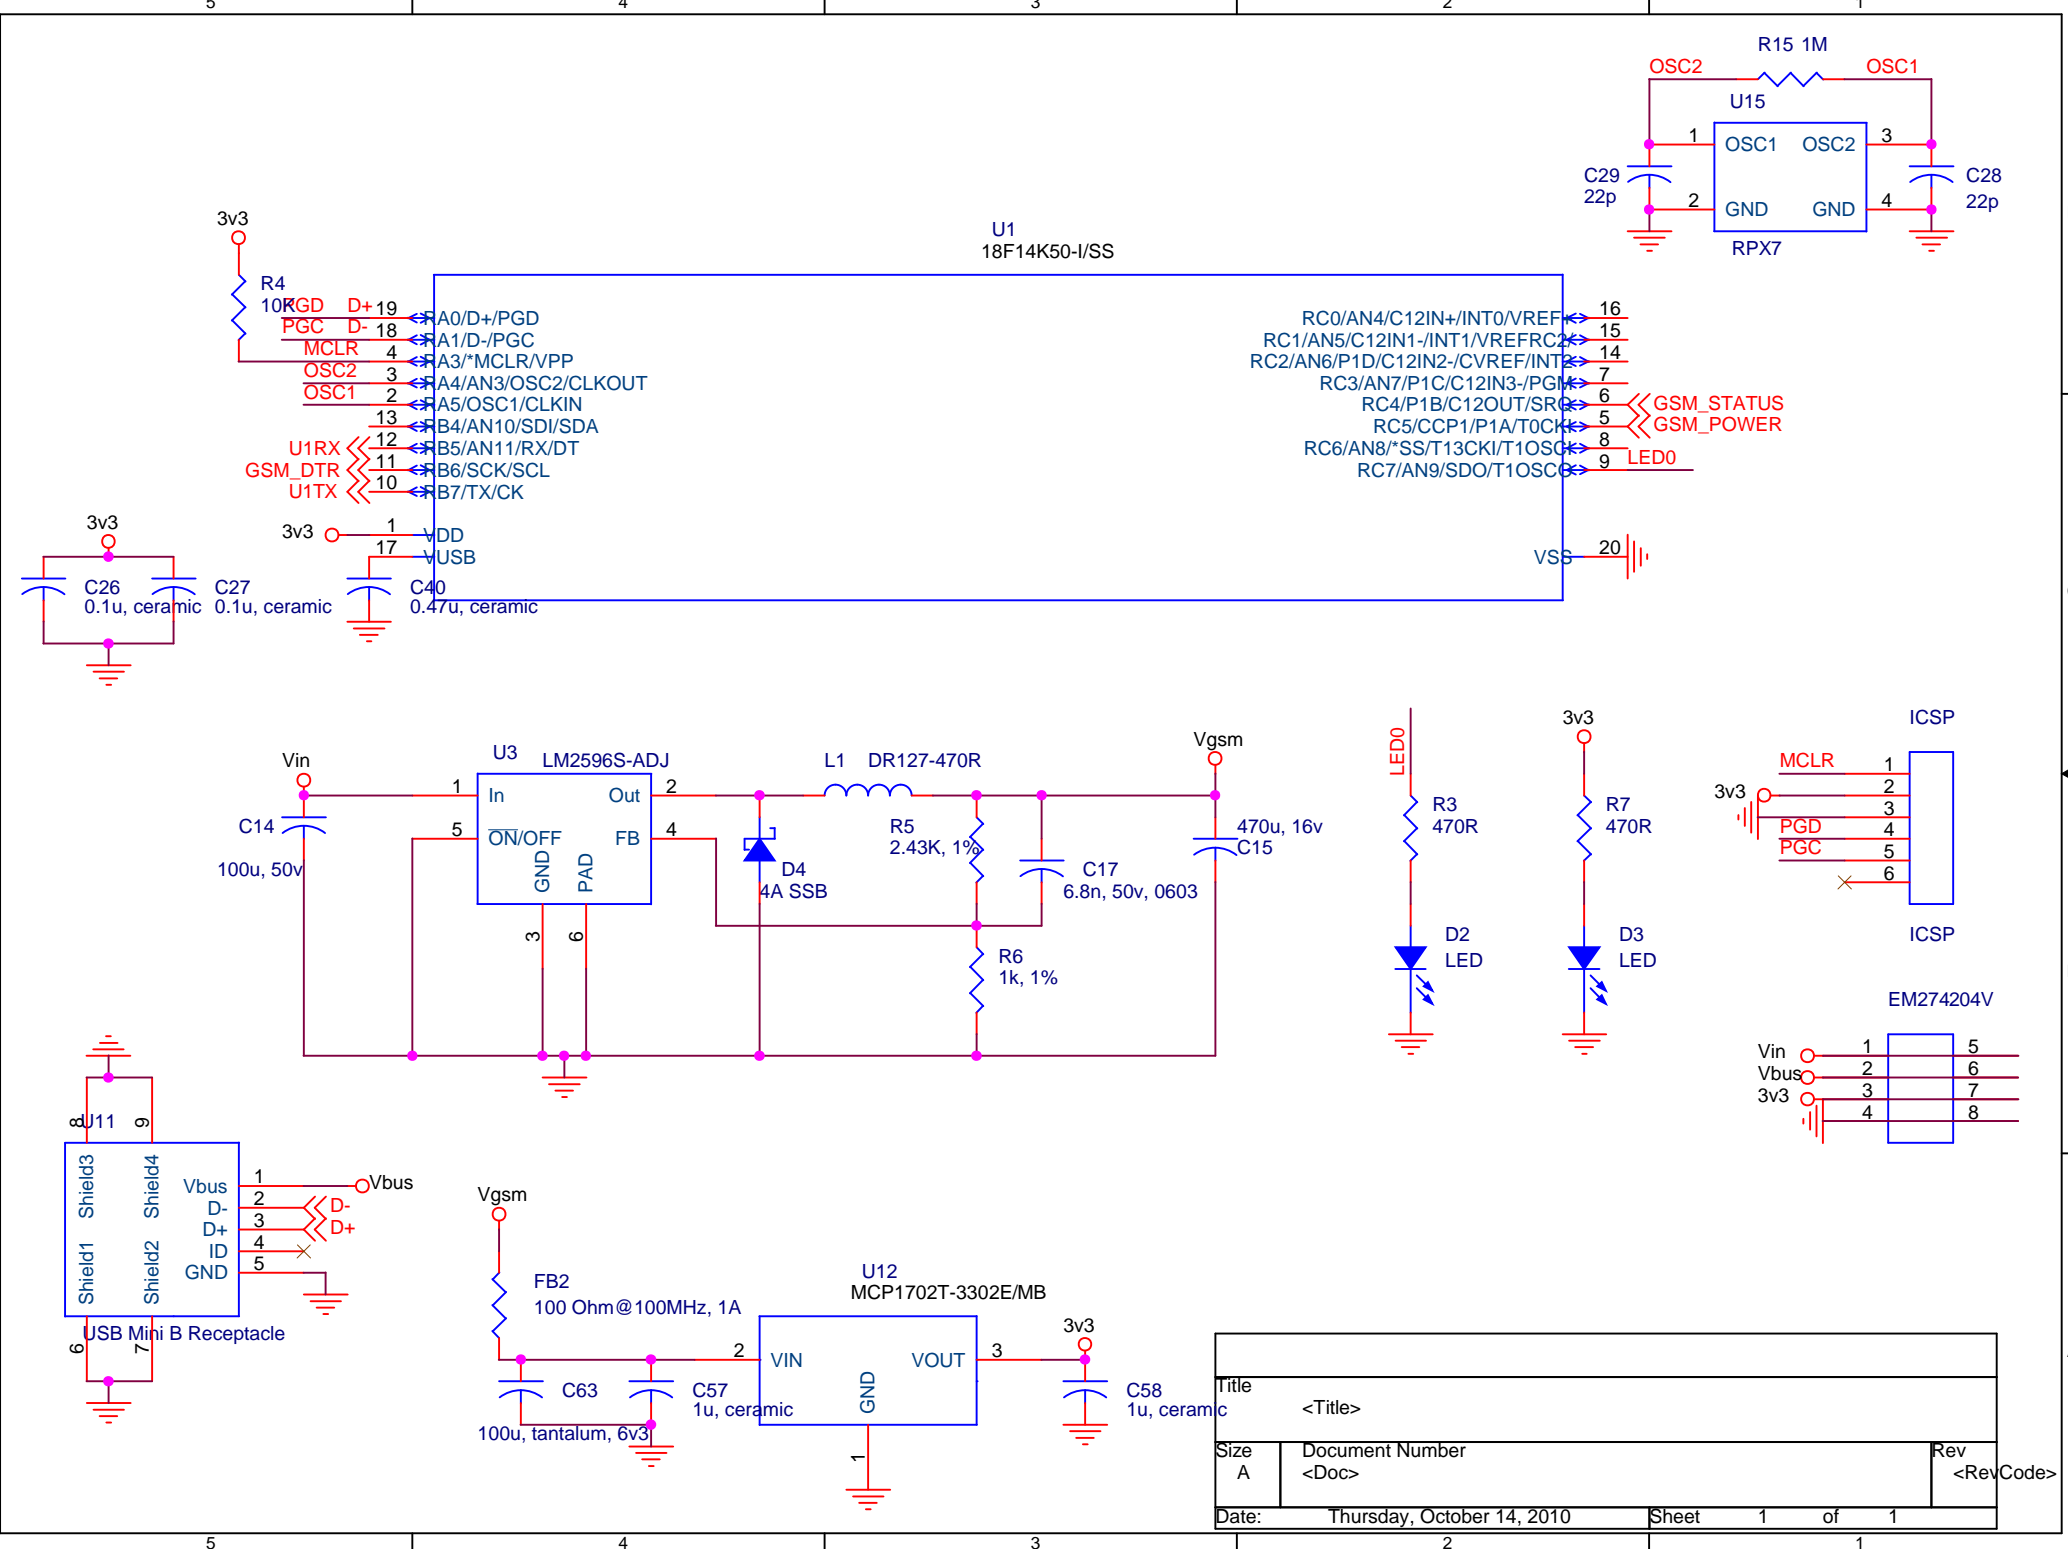 5 4 3 2 1
R15 1M
OSC2 OSC1
U15
1 OSC1 OSC2 3
C29
22p
C28
22p
2 GND GND 4
RPX7
3v3
R4
10K
U1
18F14K50-I/SS
PGD D+ 19 RA0/D+/PGD
PGC D- 18 RA1/D-/PGC
MCLR 4 RA3/*MCLR/VPP
OSC2 3 RA4/AN3/OSC2/CLKOUT
OSC1 2 RA5/OSC1/CLKIN
13 RB4/AN10/SDI/SDA
U1RX 12 RB5/AN11/RX/DT
GSM_DTR 11 RB6/SCK/SCL
U1TX 10 RB7/TX/CK
3v3 1 VDD
17 VUSB
RC0/AN4/C12IN+/INT0/VREF+ 16
RC1/AN5/C12IN1-/INT1/VREFRC2/ 15
RC2/AN6/P1D/C12IN2-/CVREF/INT2 14
RC3/AN7/P1C/C12IN3-/PGM 7
RC4/P1B/C12OUT/SRQ 6 GSM_STATUS
RC5/CCP1/P1A/T0CKI 5 GSM_POWER
RC6/AN8/*SS/T13CKI/T1OSCI 8
RC7/AN9/SDO/T1OSCO 9 LED0
VSS 20
3v3
C26
0.1u, ceramic
C27
0.1u, ceramic
C40
0.47u, ceramic
Vin
C14
100u, 50v
U3 LM2596S-ADJ
1 In Out 2
5 ON/OFF FB 4
GND PAD
3 6
L1 DR127-470R
D4
4A SSB
R5
2.43K, 1%
C17
6.8n, 50v, 0603
R6
1k, 1%
Vgsm
470u, 16v
C15
LED0
R3
470R
D2
LED
3v3
R7
470R
D3
LED
ICSP
MCLR 1
3v3 2
3
PGD 4
PGC 5
6
ICSP
EM274204V
Vin 1 5
Vbus 2 6
3v3 3 7
4 8
8 U11 9
Shield3 Shield4
Shield1 Shield2
Vbus 1 Vbus
D- 2 D-
D+ 3 D+
ID 4
GND 5
USB Mini B Receptacle
6 7
Vgsm
FB2
100 Ohm@100MHz, 1A
C63
100u, tantalum, 6v3
C57
1u, ceramic
U12
MCP1702T-3302E/MB
2 VIN VOUT 3
GND
1
3v3
C58
1u, ceramic
Title
<Title>
Size Document Number Rev
A <Doc> <RevCode>
Date: Thursday, October 14, 2010 Sheet 1 of 1
5 4 3 2 1